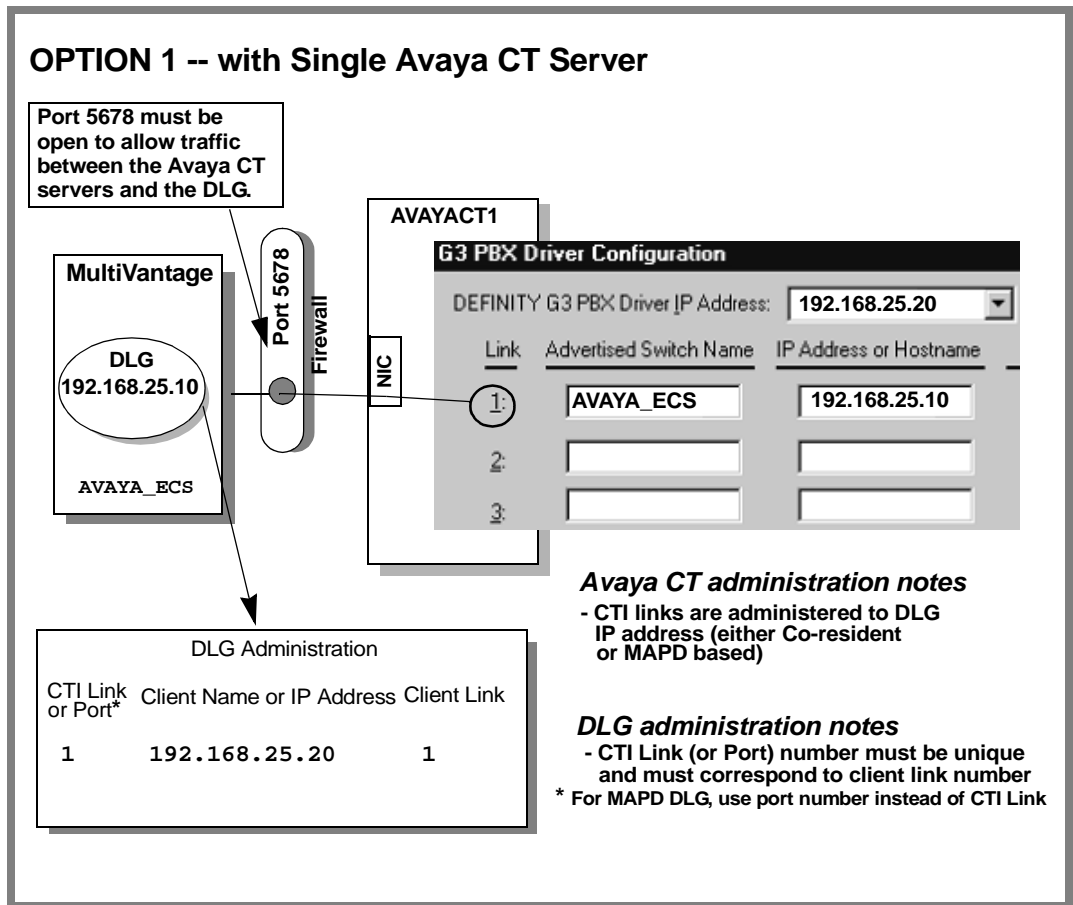 OPTION 1 -- with Single Avaya CT Server
Port 5678 must be
open to allow traffic
between the Avaya CT
servers and the DLG.
MultiVantage
DLG
192.168.25.10
AVAYA_ECS
Port 5678
Firewall
AVAYACT1
NIC
G3 PBX Driver Configuration
DEFINITY G3 PBX Driver IP Address: 192.168.25.20
Link Advertised Switch Name IP Address or Hostname
1: AVAYA_ECS 192.168.25.10
2:
3:
Avaya CT administration notes
- CTI links are administered to DLG
IP address (either Co-resident
or MAPD based)
DLG Administration
CTI Link
or Port* Client Name or IP Address Client Link
1 192.168.25.20 1
DLG administration notes
- CTI Link (or Port) number must be unique
and must correspond to client link number
* For MAPD DLG, use port number instead of CTI Link